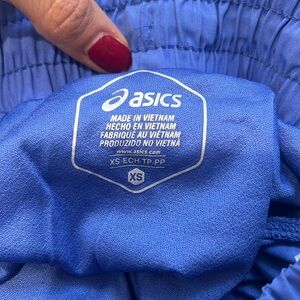 asics
MADE IN VIETNAM
HECHO EN VIETNAM
FABRIQUÉ AU VIÊTNAM
PRODUZIDO NO VIETNÃ
www.asics.com
XS·ECH·TP·PP
XS